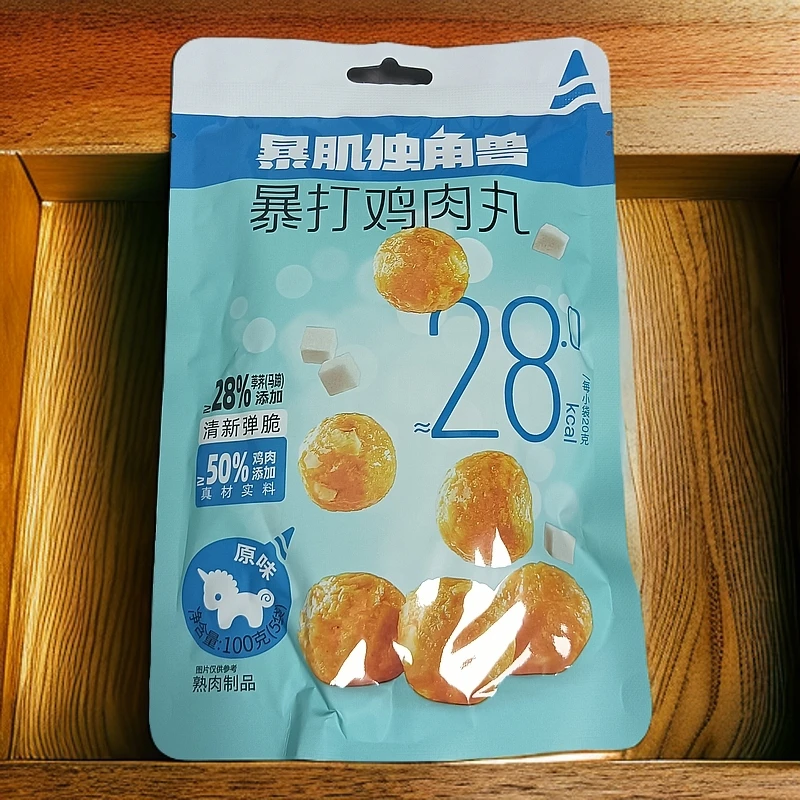 暴肌独角兽
暴打鸡肉丸
≈28.0
kcal
/每小袋20克
≥28%荸荠(马蹄)添加
清新弹脆
≥50%鸡肉添加
真材实料
原味
净含量:100克(5袋)
图片仅供参考
熟肉制品